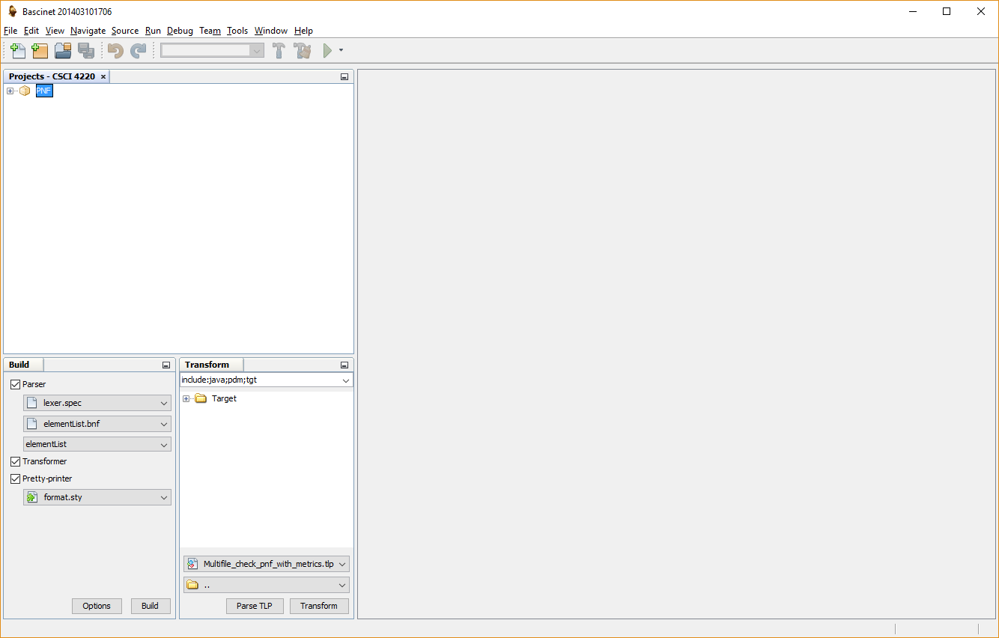 Bascinet 201403101706
File Edit View Navigate Source Run Debug Team Tools Window Help
Projects - CSCI 4220
PNF
Build
Parser
lexer.spec
elementList.bnf
elementList
Transformer
Pretty-printer
format.sty
Options Build
Transform
include:java;pdm;tgt
Target
Multifile_check_pnf_with_metrics.tlp
..
Parse TLP Transform